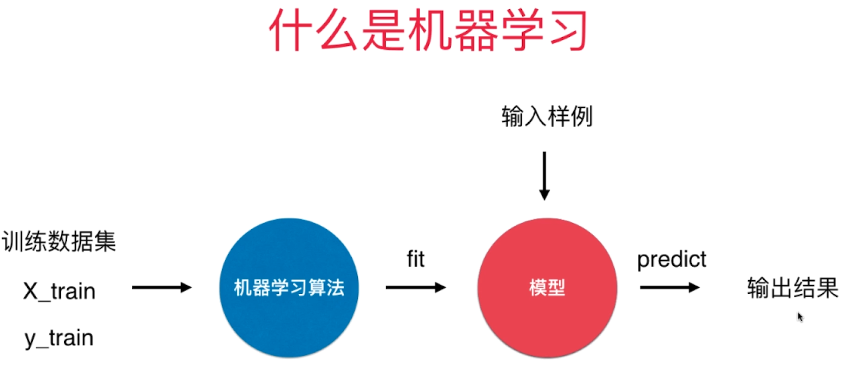 什么是机器学习
输入样例
训练数据集
X_train
y_train
机器学习算法
fit
模型
predict
输出结果